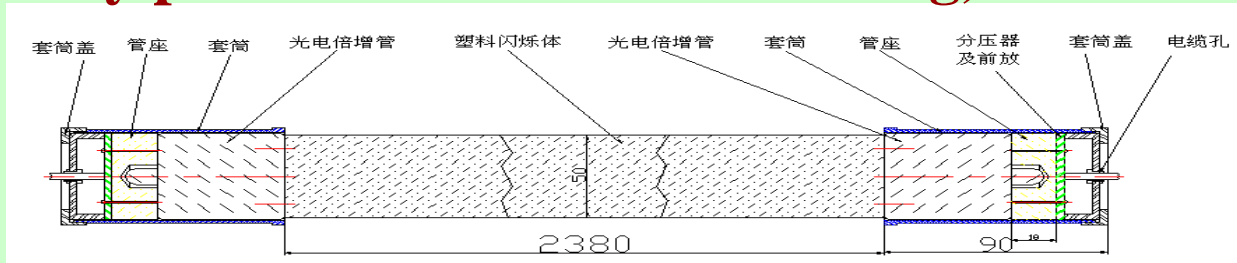 套筒盖 管座 套筒 光电倍增管 塑料闪烁体 光电倍增管 套筒 管座 分压器 套筒盖 电缆孔
及前放
50
18
2380 90